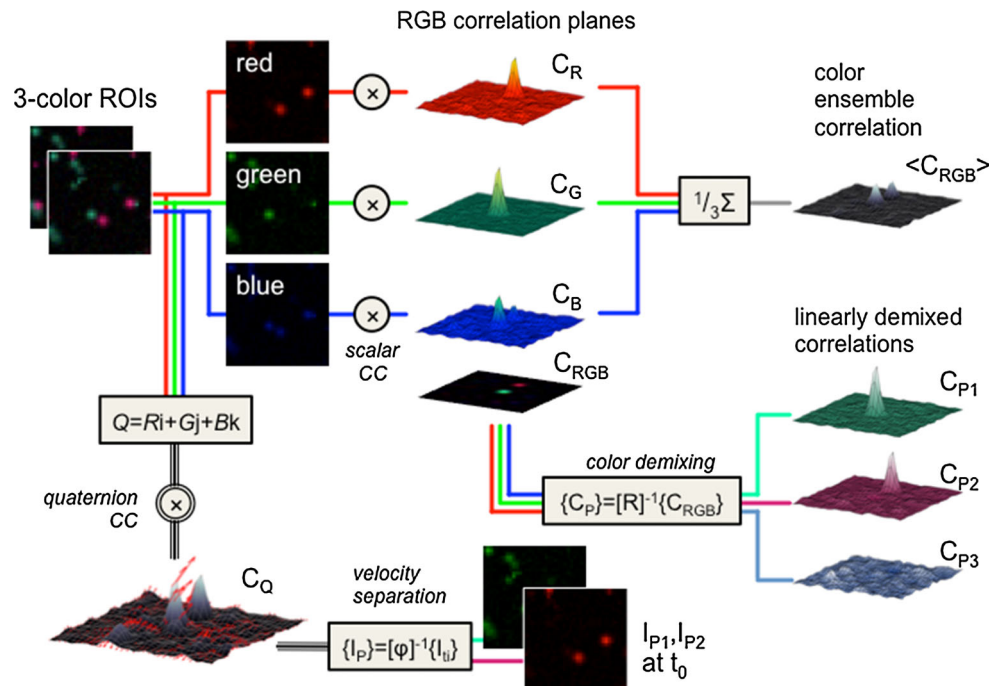 RGB correlation planes
3-color ROIs
red
×
C_R
color
ensemble
correlation
<C_RGB>
green
×
C_G
1/3Σ
blue
×
C_B
scalar
CC
C_RGB
linearly demixed
correlations
C_P1
Q=Ri+Gj+Bk
color demixing
{C_P}=[R]⁻¹{C_RGB}
C_P2
quaternion
CC
×
C_P3
C_Q
velocity
separation
{I_P}=[φ]⁻¹{I_ti}
I_P1,I_P2
at t_0